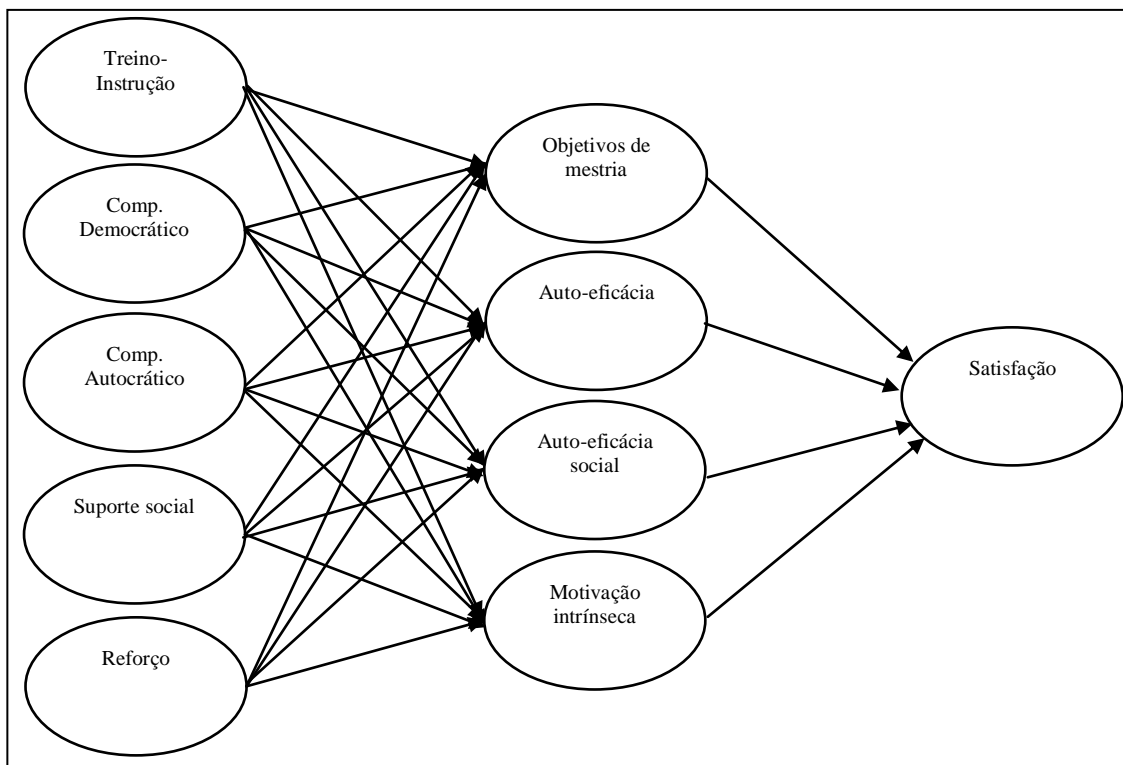 Treino-
Instrução
Comp.
Democrático
Comp.
Autocrático
Suporte social
Reforço
Objetivos de
mestria
Auto-eficácia
Auto-eficácia
social
Motivação
intrínseca
Satisfação